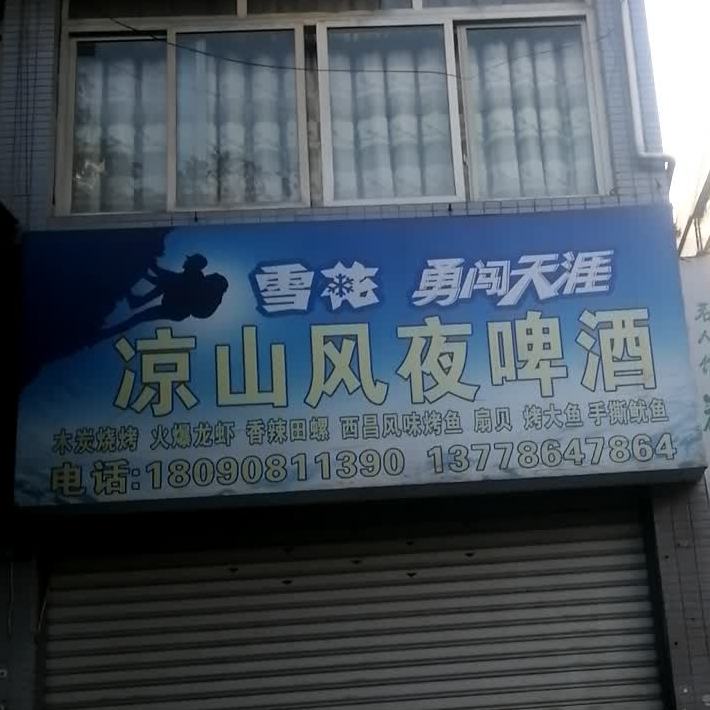 雪花 勇闯天涯
凉山风夜啤酒
木炭烧烤 火爆龙虾 香辣田螺 西昌风味烤鱼 扇贝 烤大鱼 手撕鱿鱼
电话:18090811390 13778647864